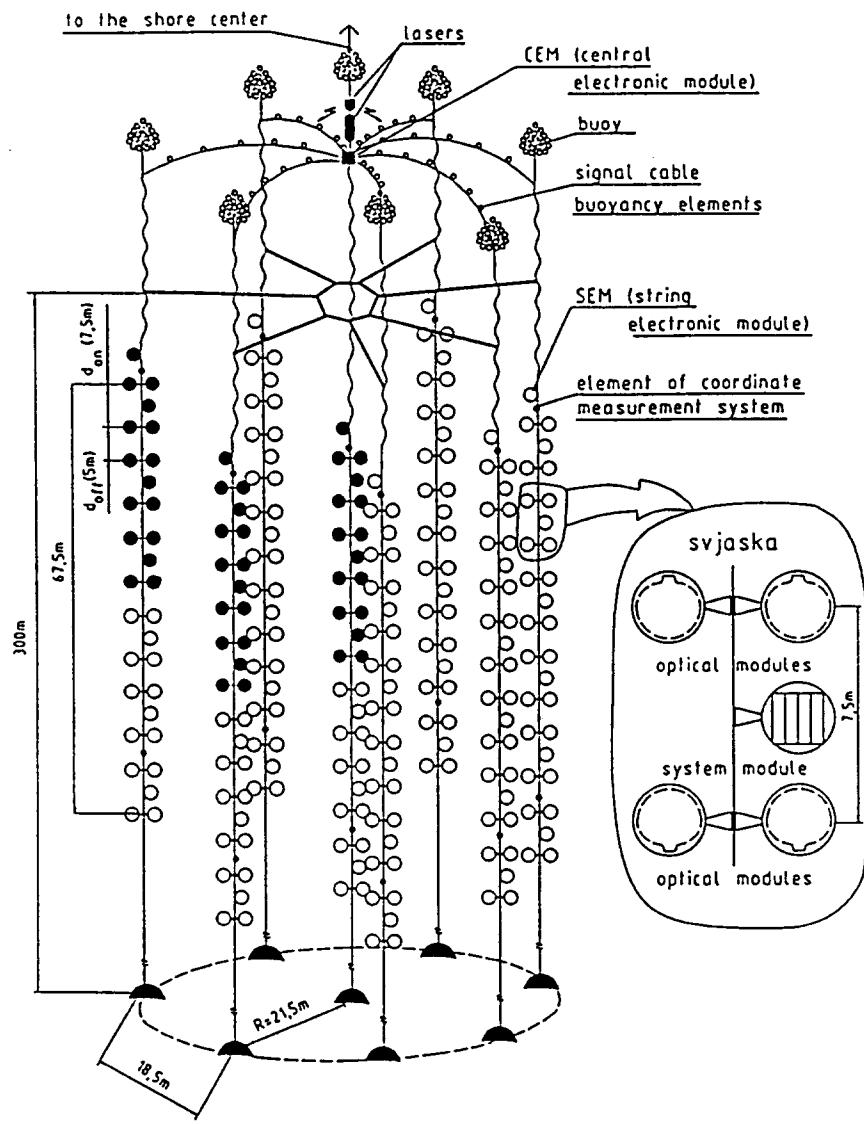 to the shore center
lasers
CEM (central
electronic module)
buoy
signal cable
buoyancy elements
SEM (string
electronic module)
element of coordinate
measurement system
d on (7,5m)
d off (5m)
67,5m
300m
svjaska
optical modules
7,5m
system module
optical modules
R=21,5m
18,5m